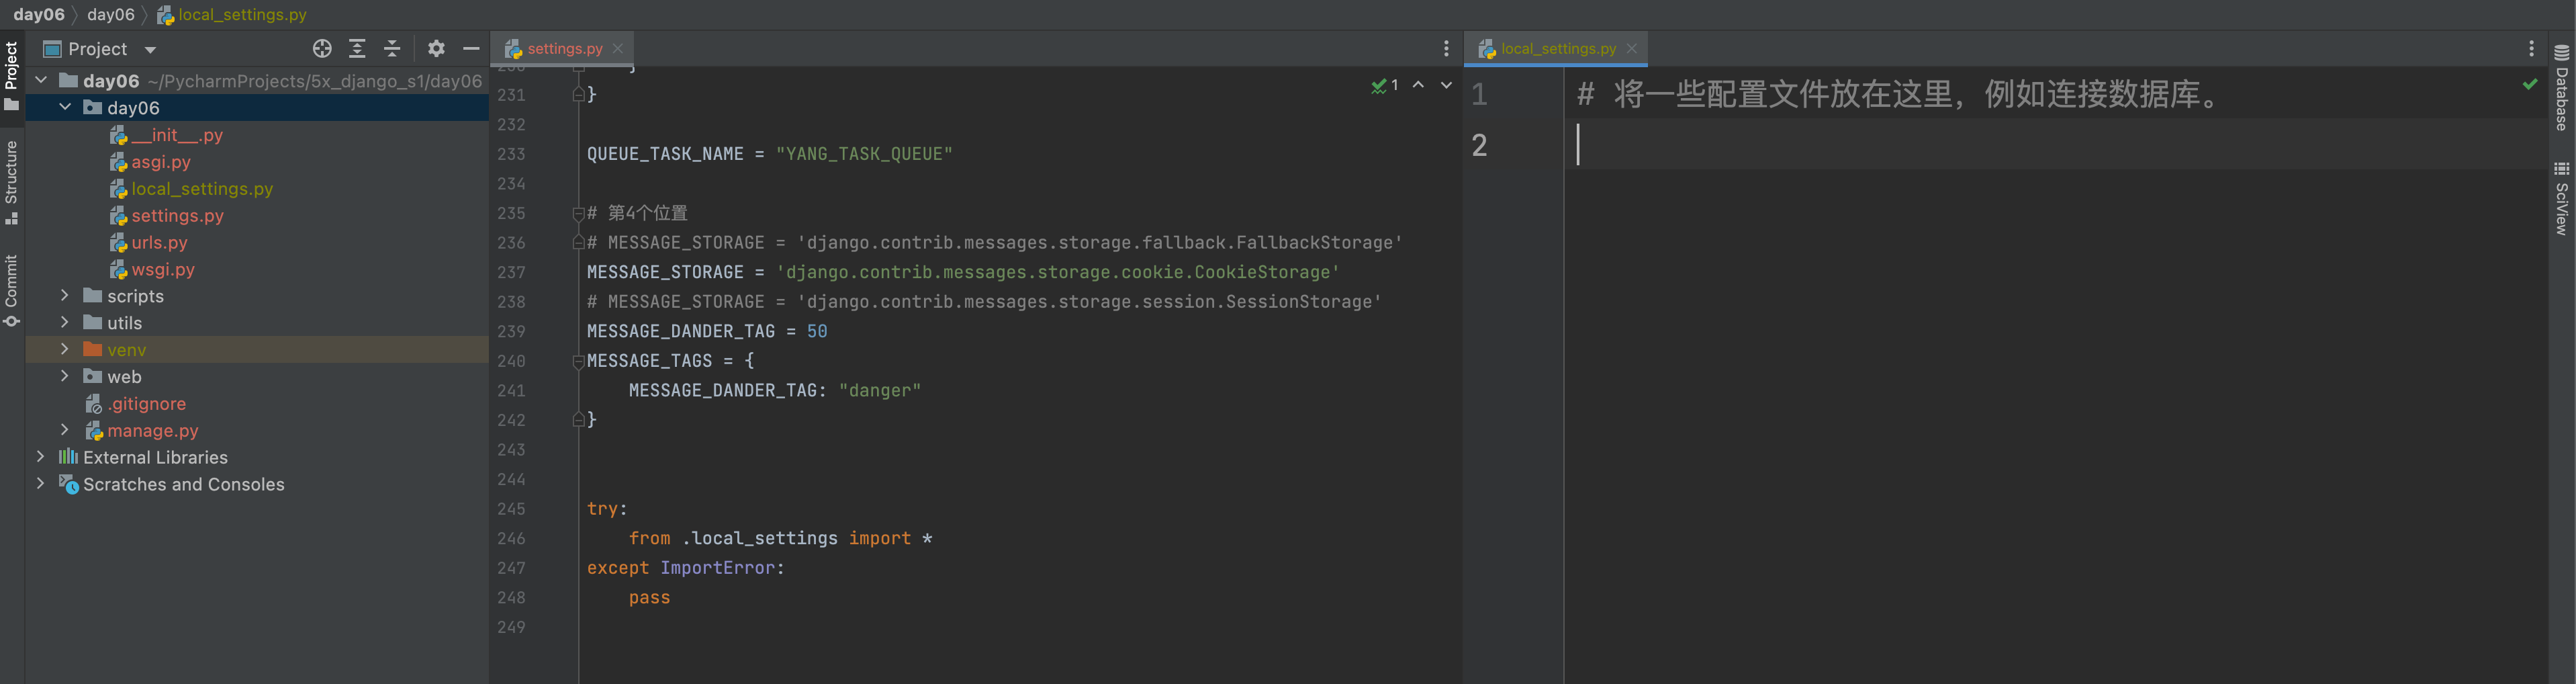 day06 day06 local_settings.py
Project
settings.py
local_settings.py
Project
Structure
Commit
day06 ~/PycharmProjects/5x_django_s1/day06
day06
__init__.py
asgi.py
local_settings.py
settings.py
urls.py
wsgi.py
scripts
utils
venv
web
.gitignore
manage.py
External Libraries
Scratches and Consoles
1
230 }
231 }
232
233 QUEUE_TASK_NAME = "YANG_TASK_QUEUE"
234
235 # 第4个位置
236 # MESSAGE_STORAGE = 'django.contrib.messages.storage.fallback.FallbackStorage'
237 MESSAGE_STORAGE = 'django.contrib.messages.storage.cookie.CookieStorage'
238 # MESSAGE_STORAGE = 'django.contrib.messages.storage.session.SessionStorage'
239 MESSAGE_DANDER_TAG = 50
240 MESSAGE_TAGS = {
241 MESSAGE_DANDER_TAG: "danger"
242 }
243
244
245 try:
246 from .local_settings import *
247 except ImportError:
248 pass
249
1 # 将一些配置文件放在这里，例如连接数据库。
2
Database
SciView